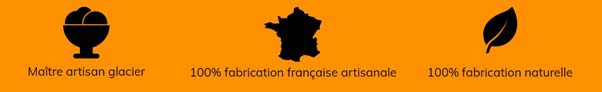 Maître artisan glacier
100% fabrication française artisanale
100% fabrication naturelle